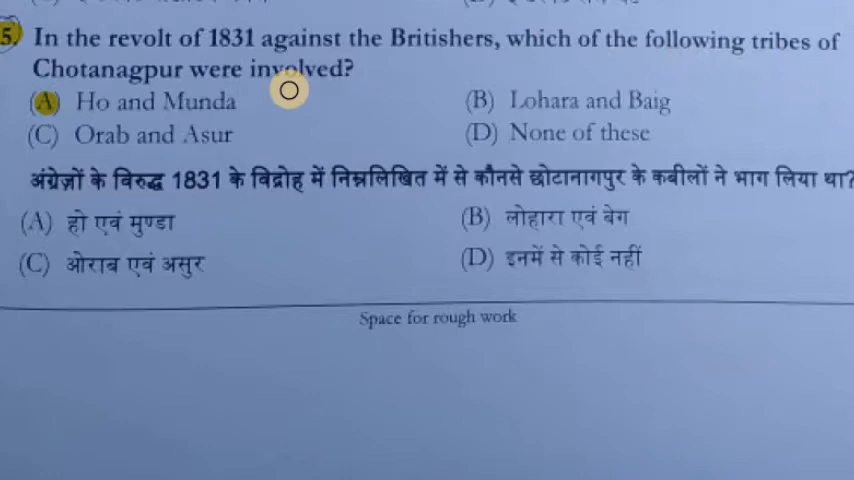 5. In the revolt of 1831 against the Britishers, which of the following tribes of
Chotanagpur were involved?
(A) Ho and Munda (B) Lohara and Baig
(C) Orab and Asur (D) None of these
अंग्रेज़ों के विरुद्ध 1831 के विद्रोह में निम्नलिखित में से कौनसे छोटानागपुर के कबीलों ने भाग लिया था?
(A) हो एवं मुण्डा (B) लोहारा एवं बेग
(C) ओराब एवं असुर (D) इनमें से कोई नहीं
Space for rough work